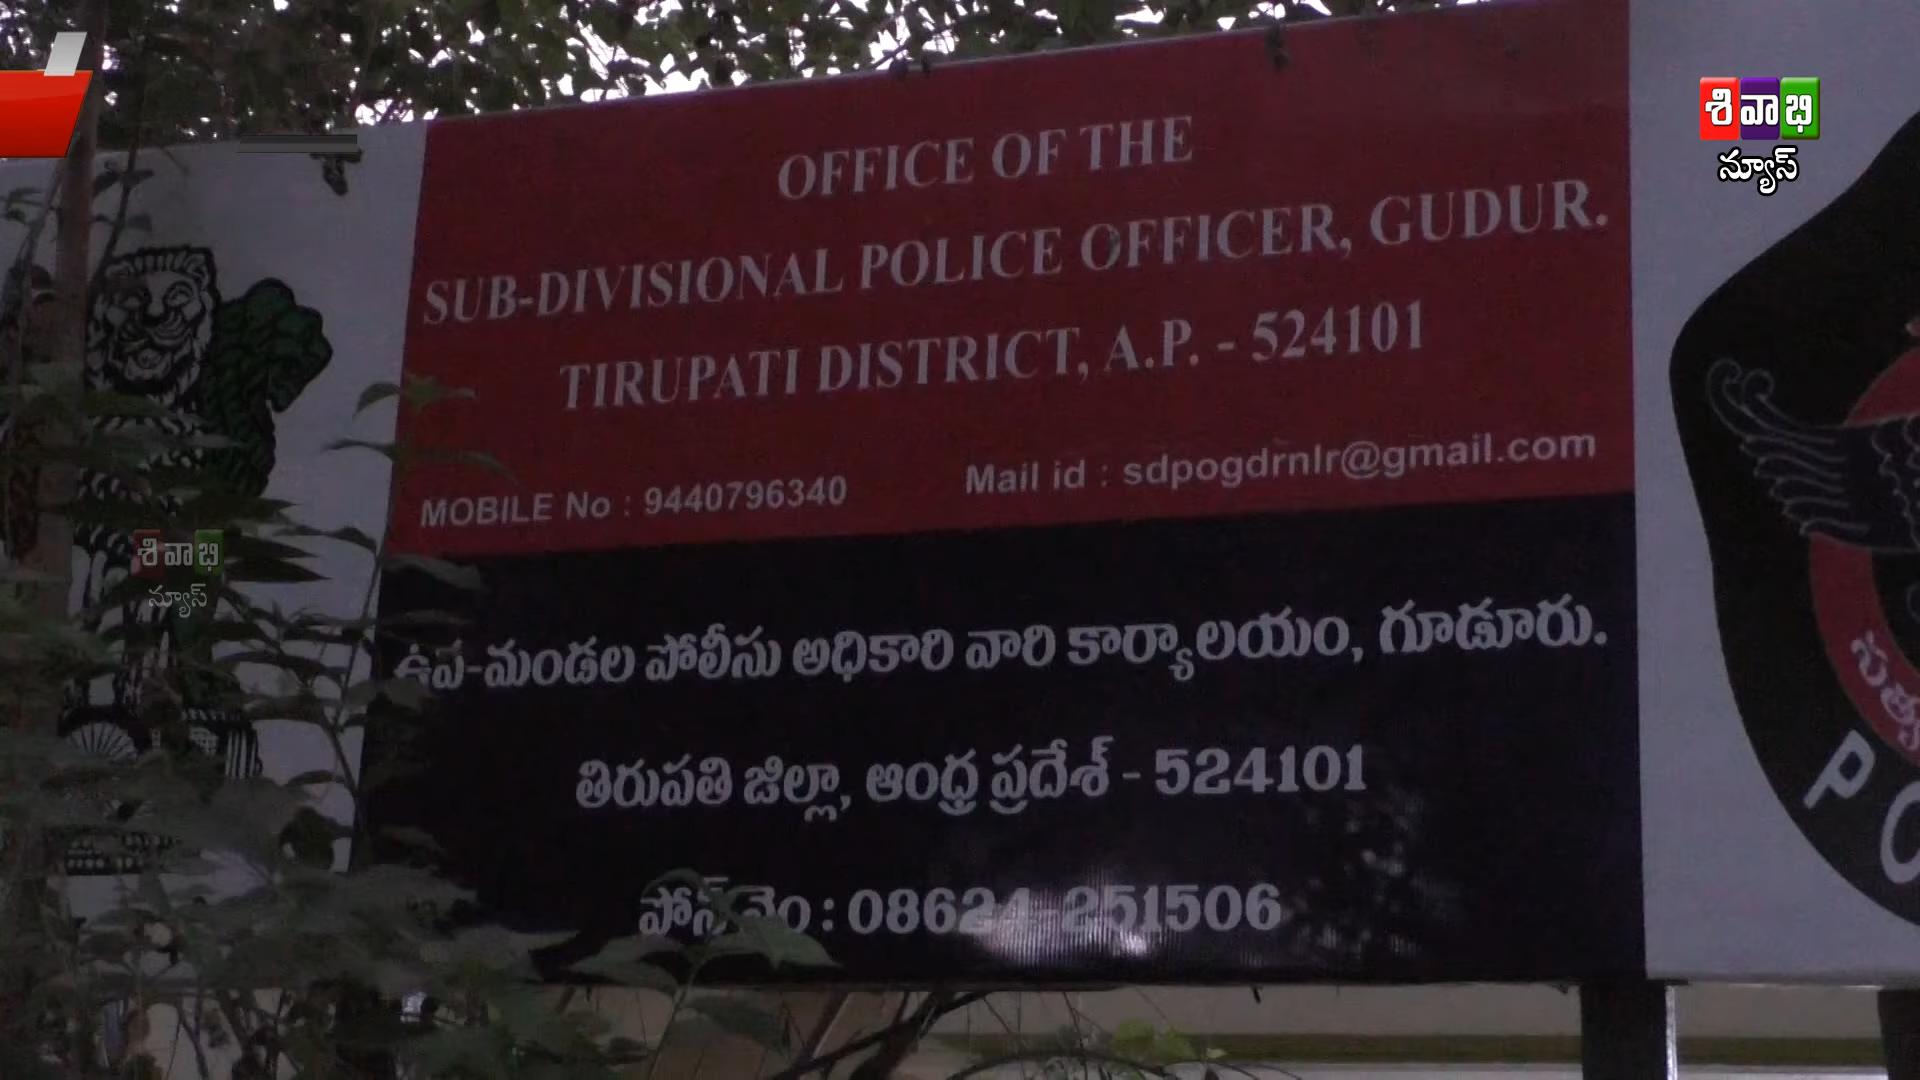 శివాభి
న్యూస్
OFFICE OF THE
SUB-DIVISIONAL POLICE OFFICER, GUDUR.
TIRUPATI DISTRICT, A.P. - 524101
MOBILE No : 9440796340 Mail id : sdpogdrnlr@gmail.com
ఉప-మండల పోలీసు అధికారి వారి కార్యాలయం, గూడూరు.
తిరుపతి జిల్లా, ఆంధ్ర ప్రదేశ్ - 524101
పోన్ నెం : 08624-251506
శివాభి
న్యూస్